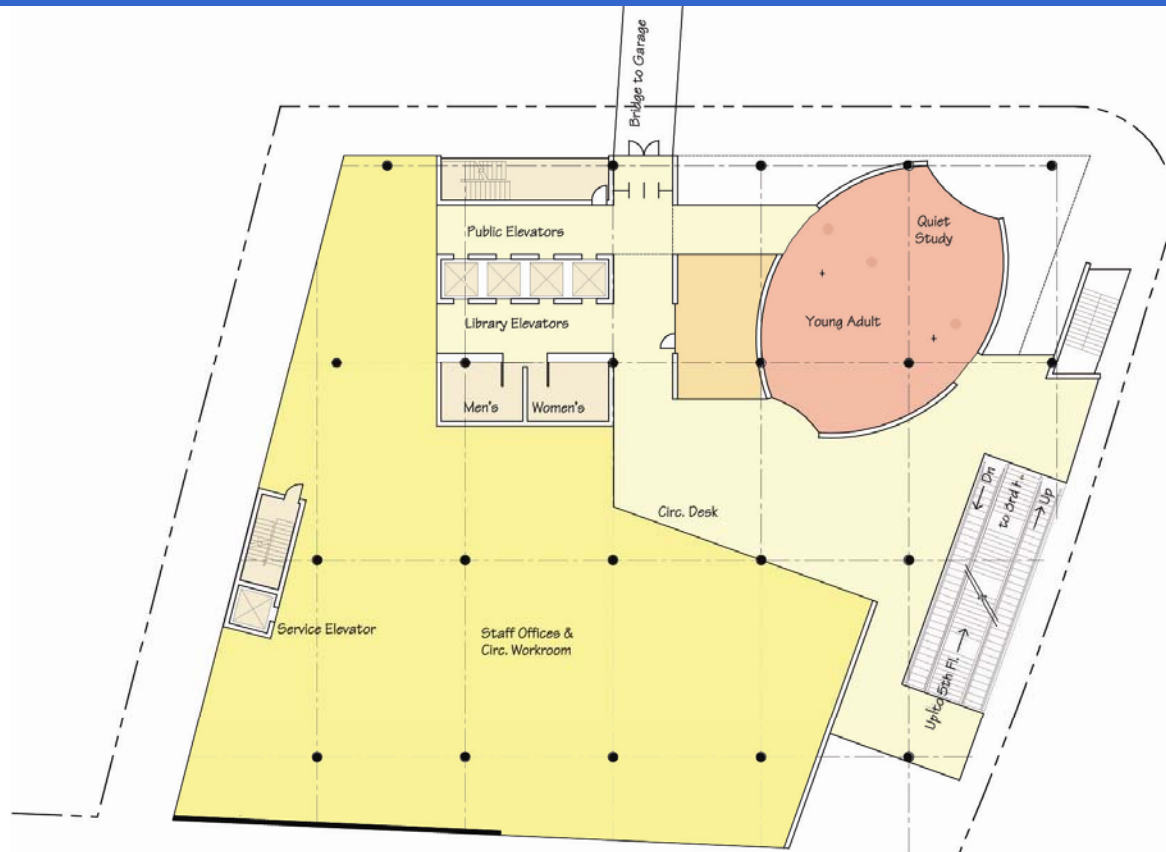 Bridge to Garage
Public Elevators
Quiet
Study
Library Elevators
Young Adult
Men's
Women's
Circ. Desk
Dn
to 3rd Fl.
Up
Service Elevator
Staff Offices &
Circ. Workroom
Up to 5th Fl.